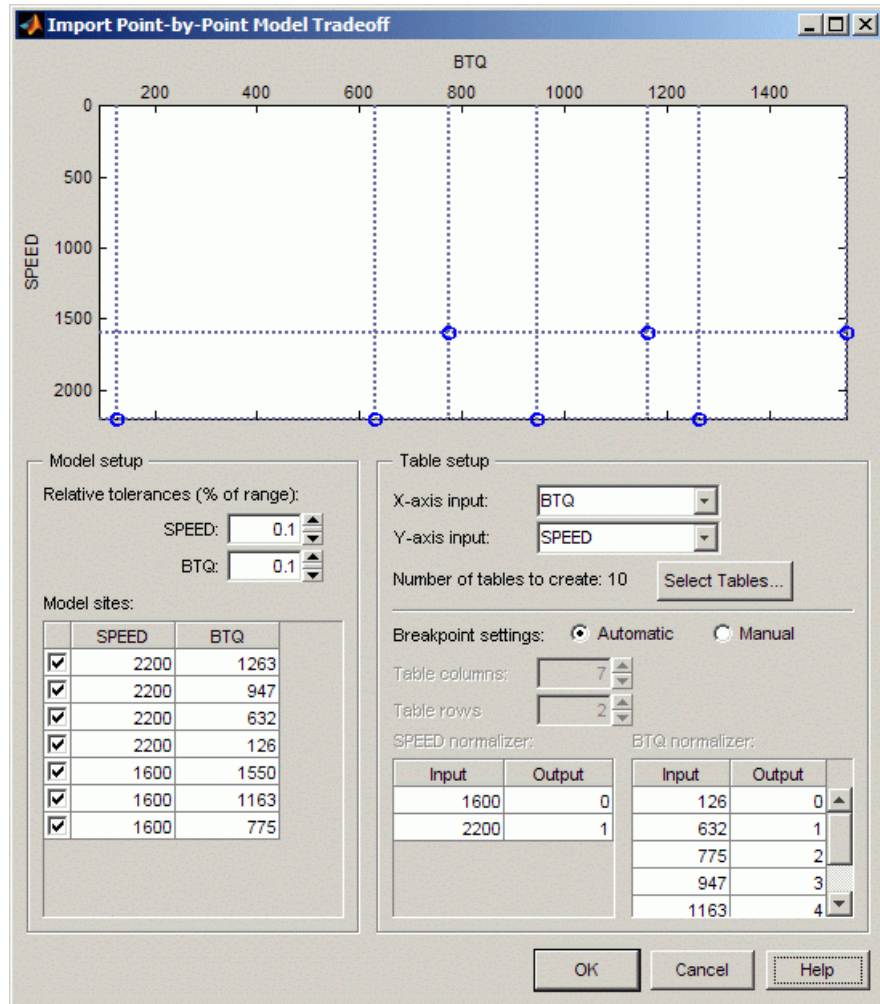 Import Point-by-Point Model Tradeoff
BTQ
200 400 600 800 1000 1200 1400
0
500
1000
1500
2000
SPEED
Model setup
Relative tolerances (% of range):
SPEED: 0.1
BTQ: 0.1
Model sites:
SPEED BTQ
2200 1263
2200 947
2200 632
2200 126
1600 1550
1600 1163
1600 775
Table setup
X-axis input: BTQ
Y-axis input: SPEED
Number of tables to create: 10 Select Tables...
Breakpoint settings: Automatic Manual
Table columns: 7
Table rows 2
SPEED normalizer: BTQ normalizer:
Input Output Input Output
1600 0 126 0
2200 1 632 1
775 2
947 3
1163 4
OK Cancel Help